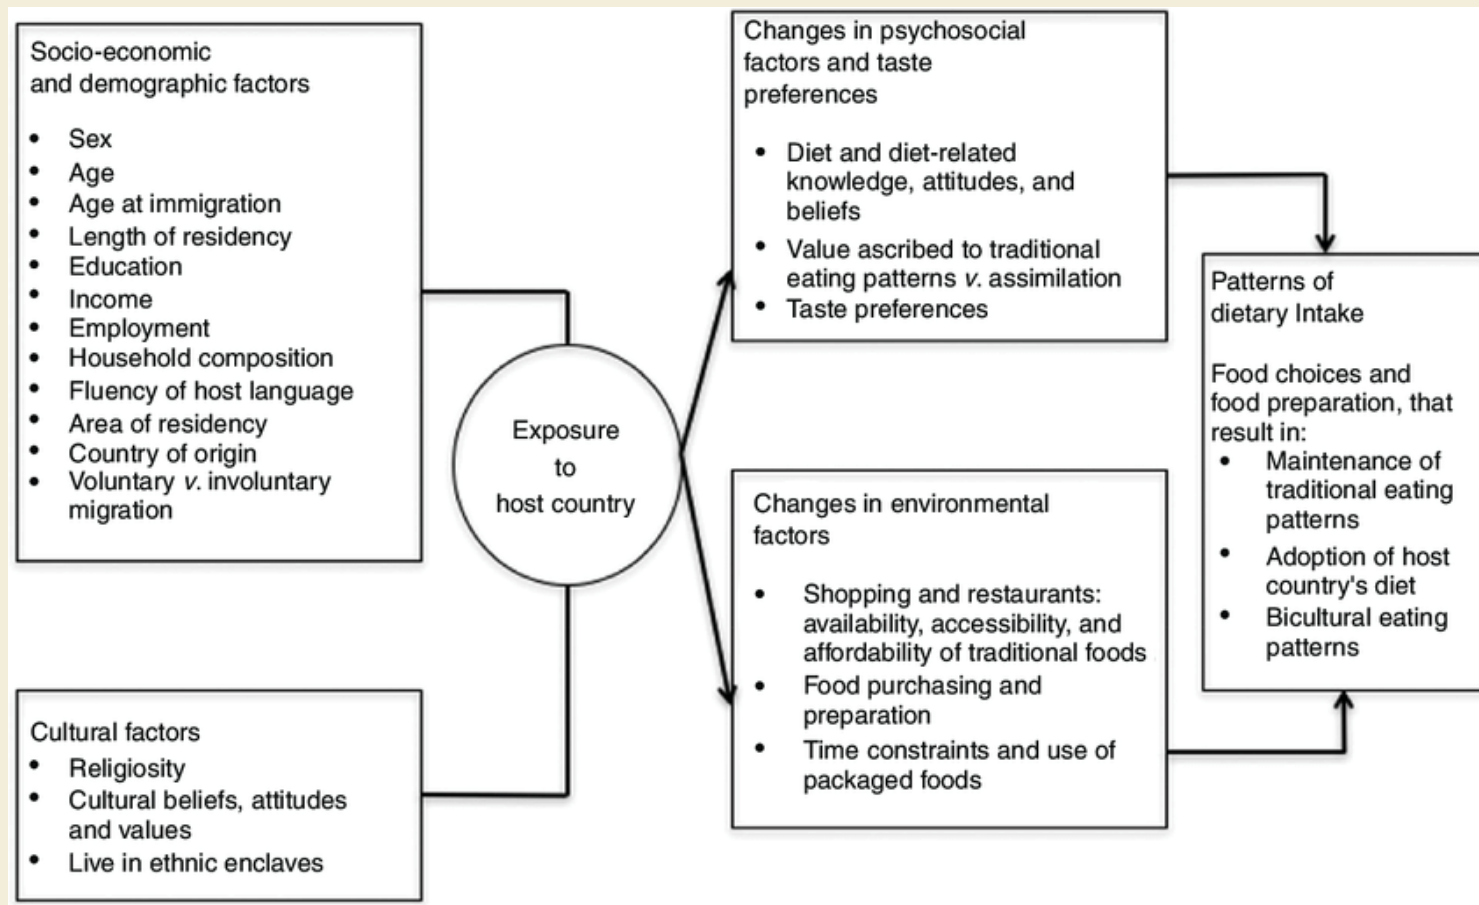 Socio-economic
and demographic factors
• Sex
• Age
• Age at immigration
• Length of residency
• Education
• Income
• Employment
• Household composition
• Fluency of host language
• Area of residency
• Country of origin
• Voluntary v. involuntary
migration
Cultural factors
• Religiosity
• Cultural beliefs, attitudes
and values
• Live in ethnic enclaves
Exposure
to
host country
Changes in psychosocial
factors and taste
preferences
• Diet and diet-related
knowledge, attitudes, and
beliefs
• Value ascribed to traditional
eating patterns v. assimilation
• Taste preferences
Changes in environmental
factors
• Shopping and restaurants:
availability, accessibility, and
affordability of traditional foods
• Food purchasing and
preparation
• Time constraints and use of
packaged foods
Patterns of
dietary Intake
Food choices and
food preparation, that
result in:
• Maintenance of
traditional eating
patterns
• Adoption of host
country's diet
• Bicultural eating
patterns